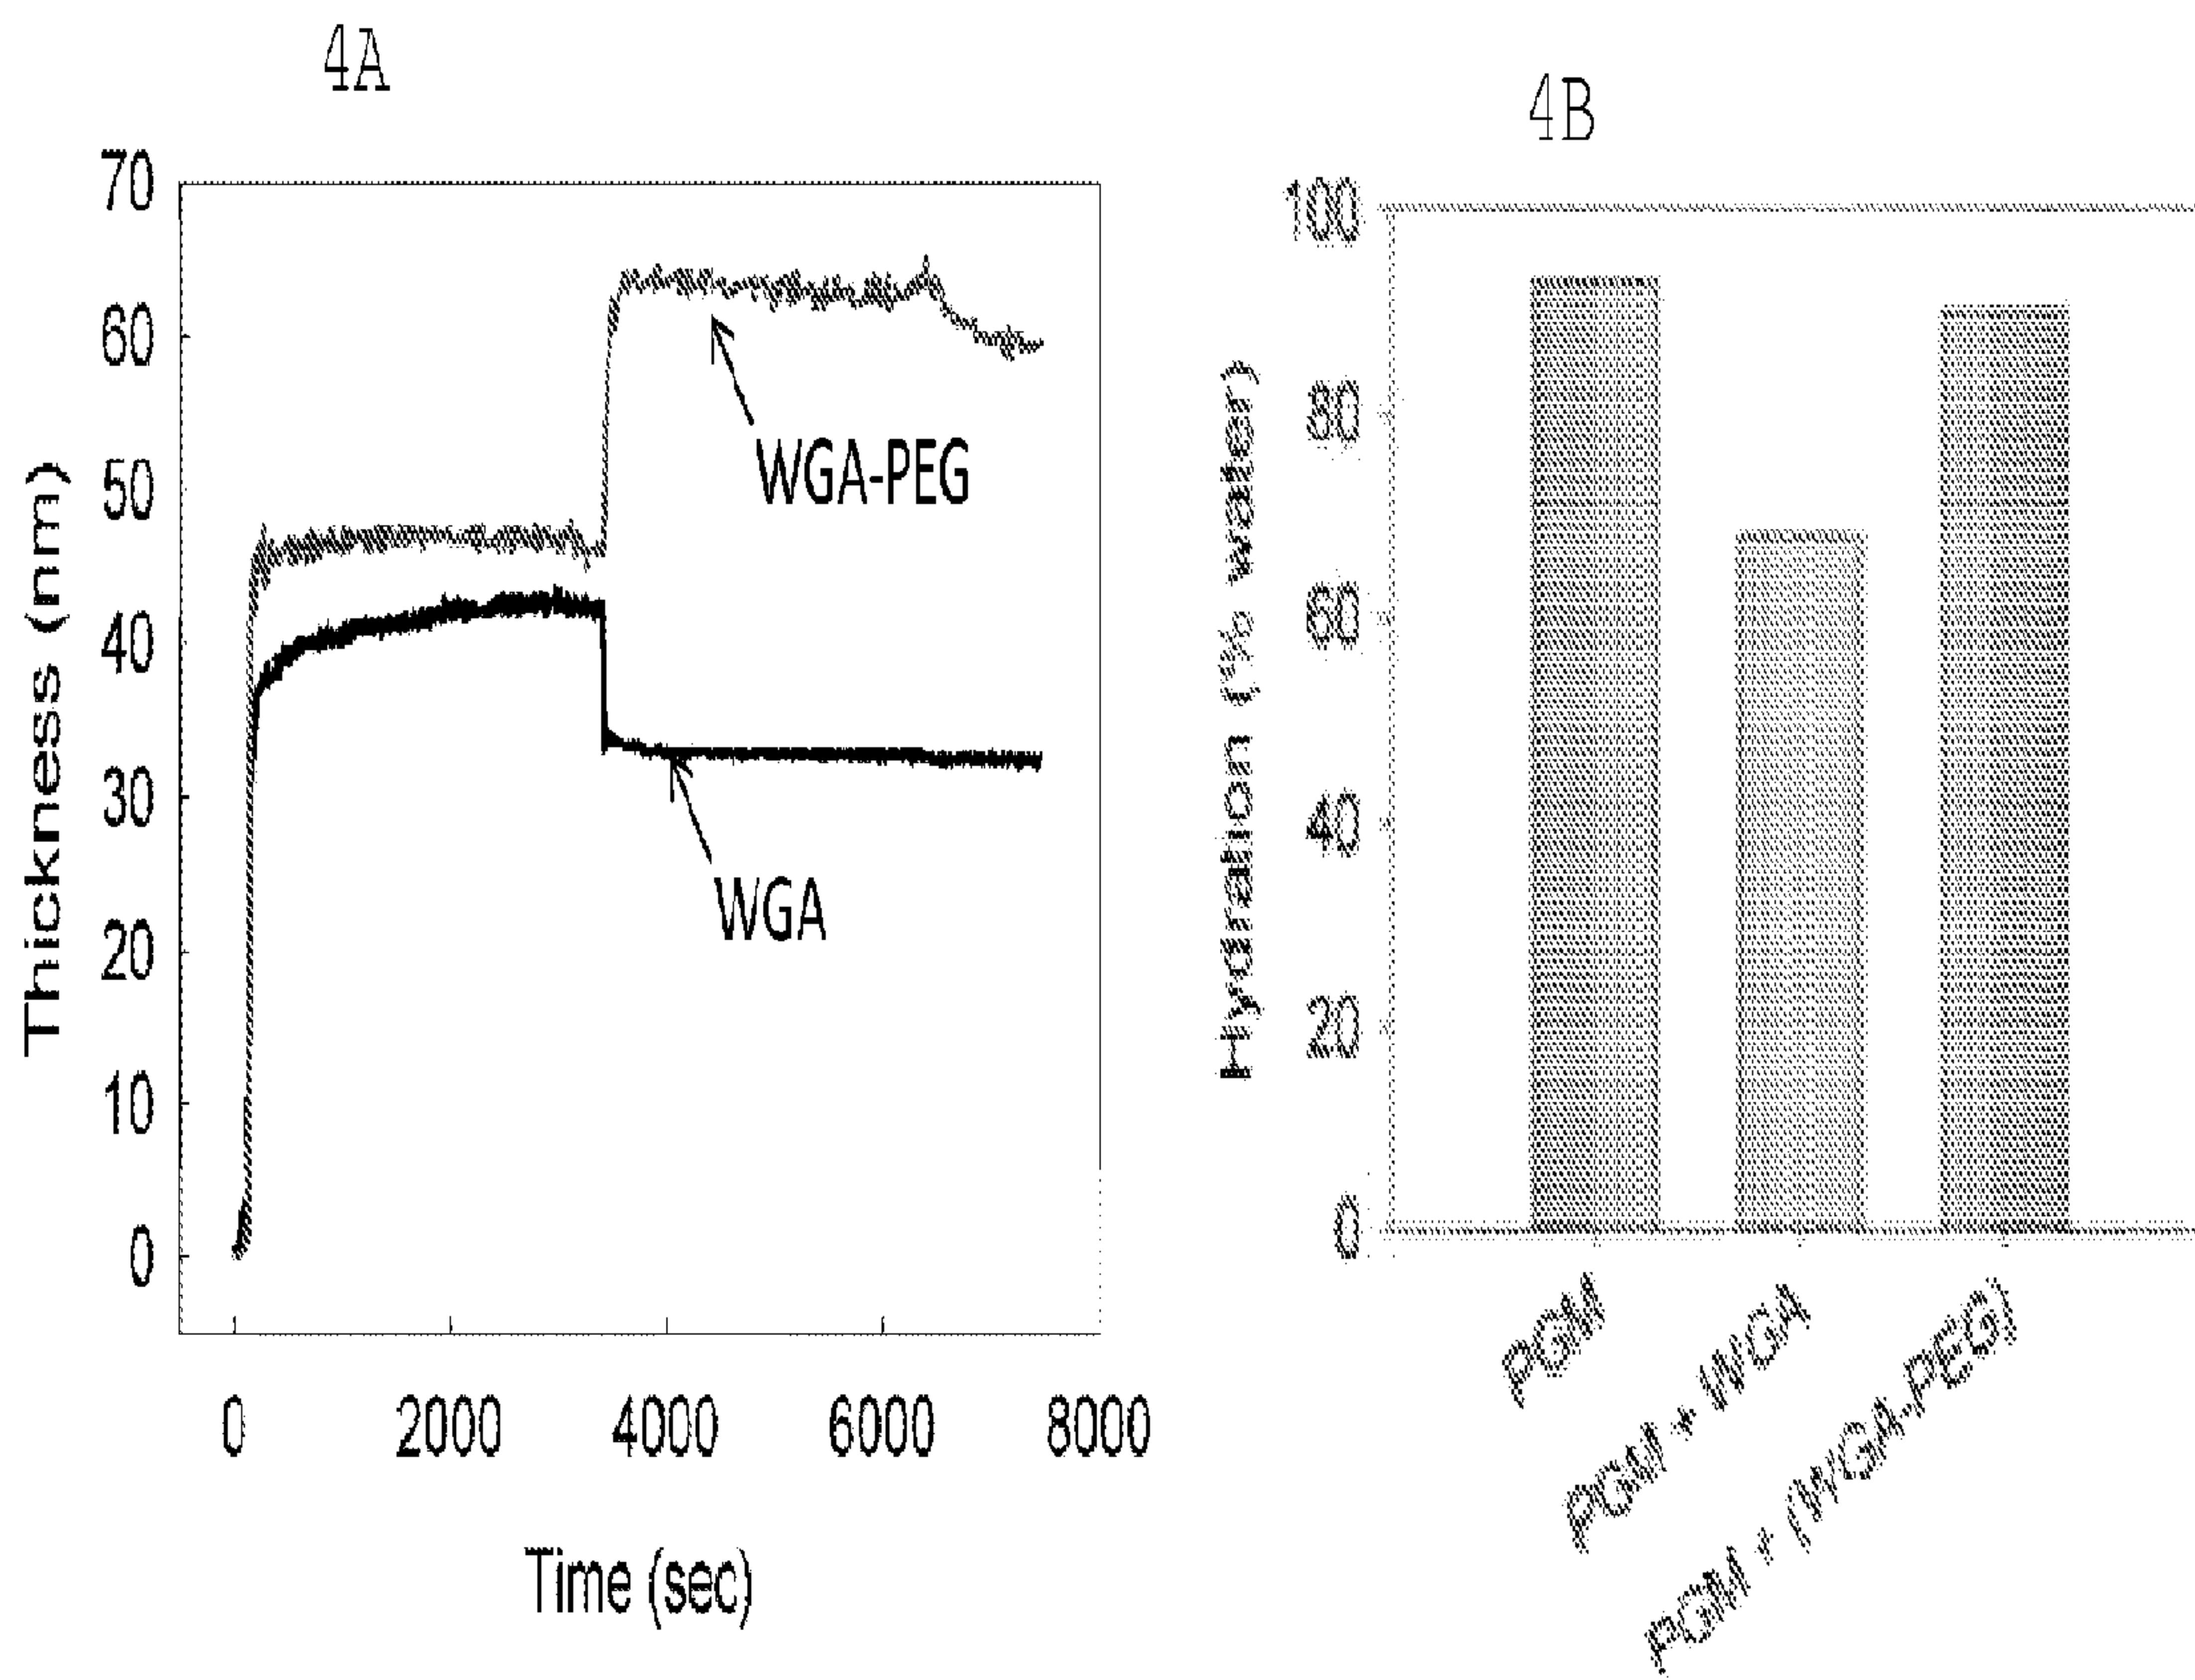 4A
Thickness (nm)
70
60
50
40
30
20
10
0
WGA-PEG
WGA
0 2000 4000 6000 8000
Time (sec)
4B
Hydration (% water)
100
80
60
40
20
0
PGM
PGM + WGA
PGM + (WGA-PEG)